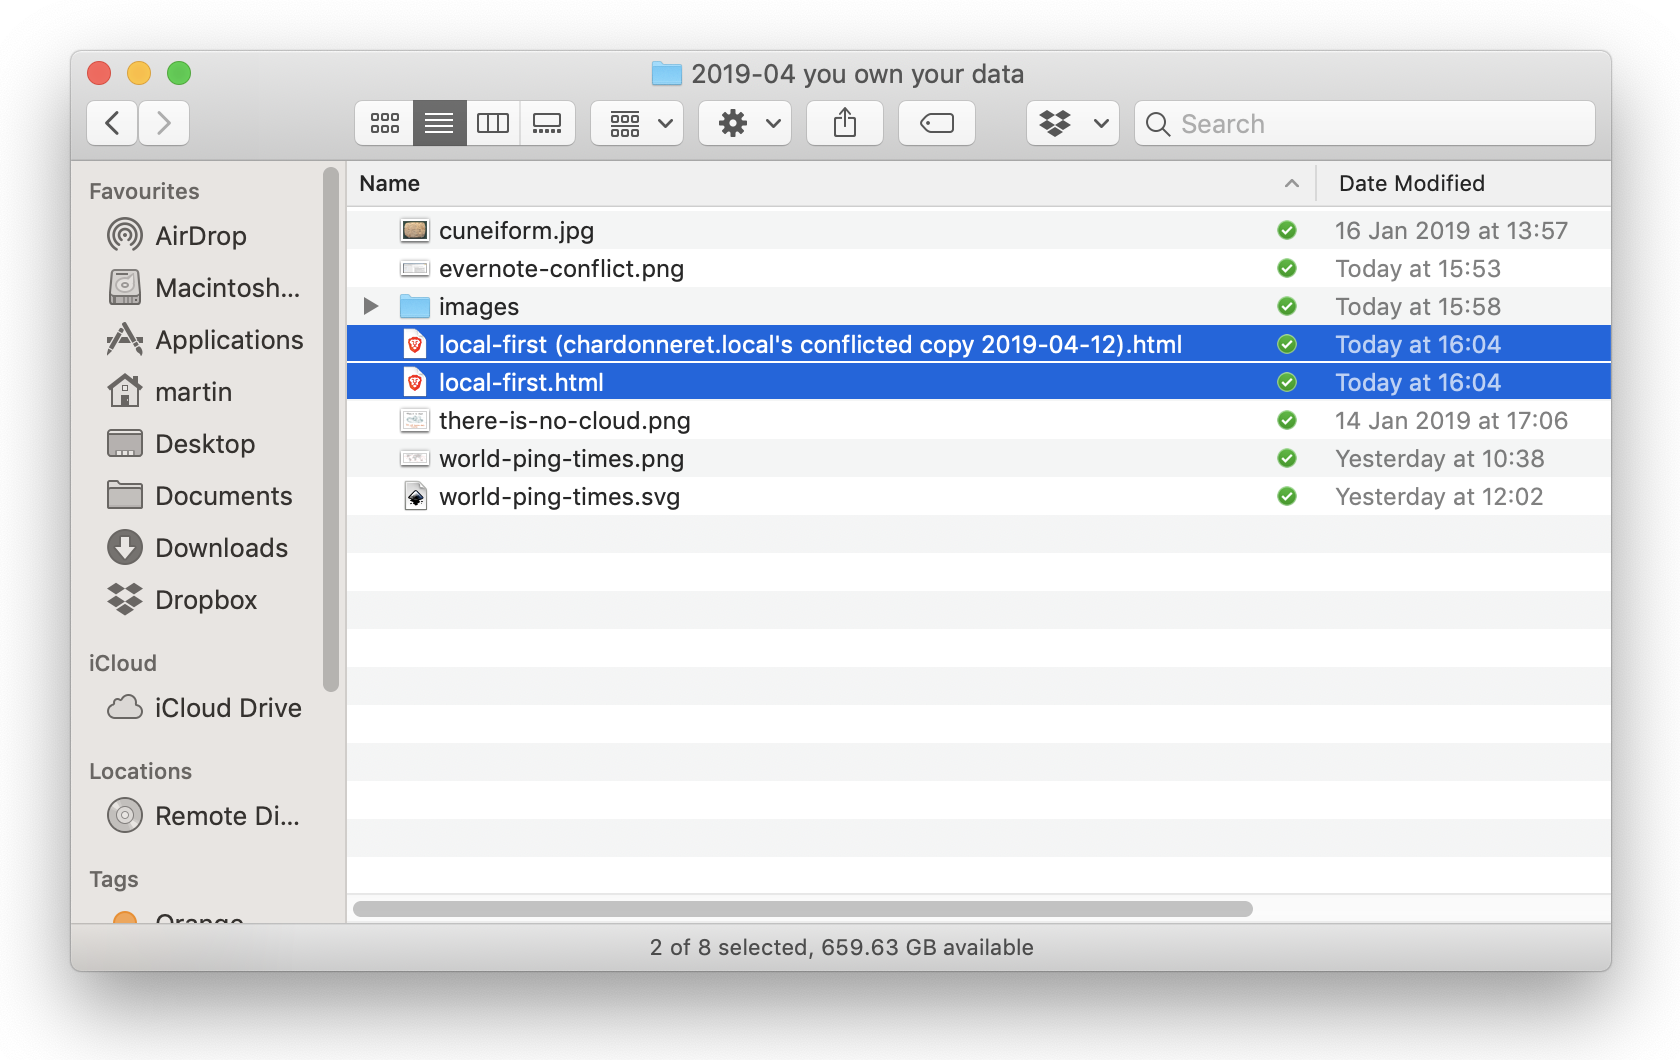 2019-04 you own your data
Search
Favourites
AirDrop
Macintosh...
Applications
martin
Desktop
Documents
Downloads
Dropbox
iCloud
iCloud Drive
Locations
Remote Di...
Tags
Orange
Name Date Modified
cuneiform.jpg 16 Jan 2019 at 13:57
evernote-conflict.png Today at 15:53
images Today at 15:58
local-first (chardonneret.local's conflicted copy 2019-04-12).html Today at 16:04
local-first.html Today at 16:04
there-is-no-cloud.png 14 Jan 2019 at 17:06
world-ping-times.png Yesterday at 10:38
world-ping-times.svg Yesterday at 12:02
2 of 8 selected, 659.63 GB available